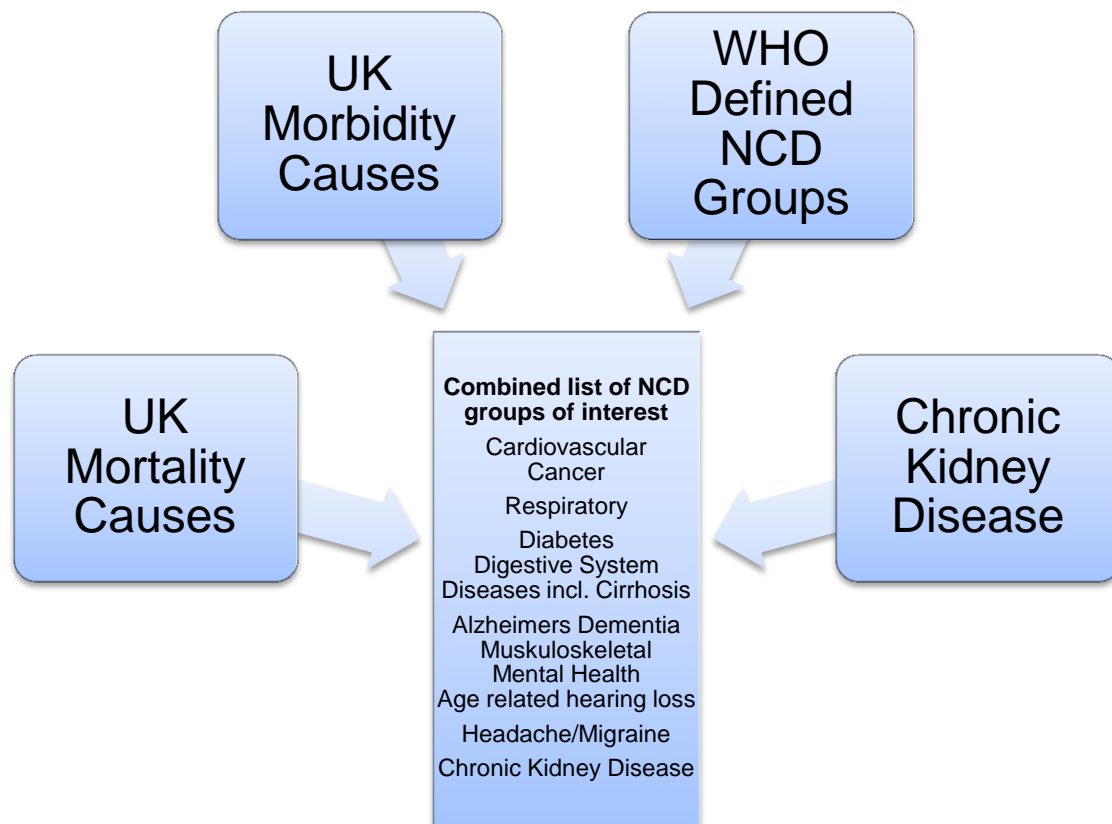 UK
Morbidity
Causes
WHO
Defined
NCD
Groups
UK
Mortality
Causes
Combined list of NCD
groups of interest
Cardiovascular
Cancer
Respiratory
Diabetes
Digestive System
Diseases incl. Cirrhosis
Alzheimers Dementia
Muskuloskeletal
Mental Health
Age related hearing loss
Headache/Migraine
Chronic Kidney Disease
Chronic
Kidney
Disease